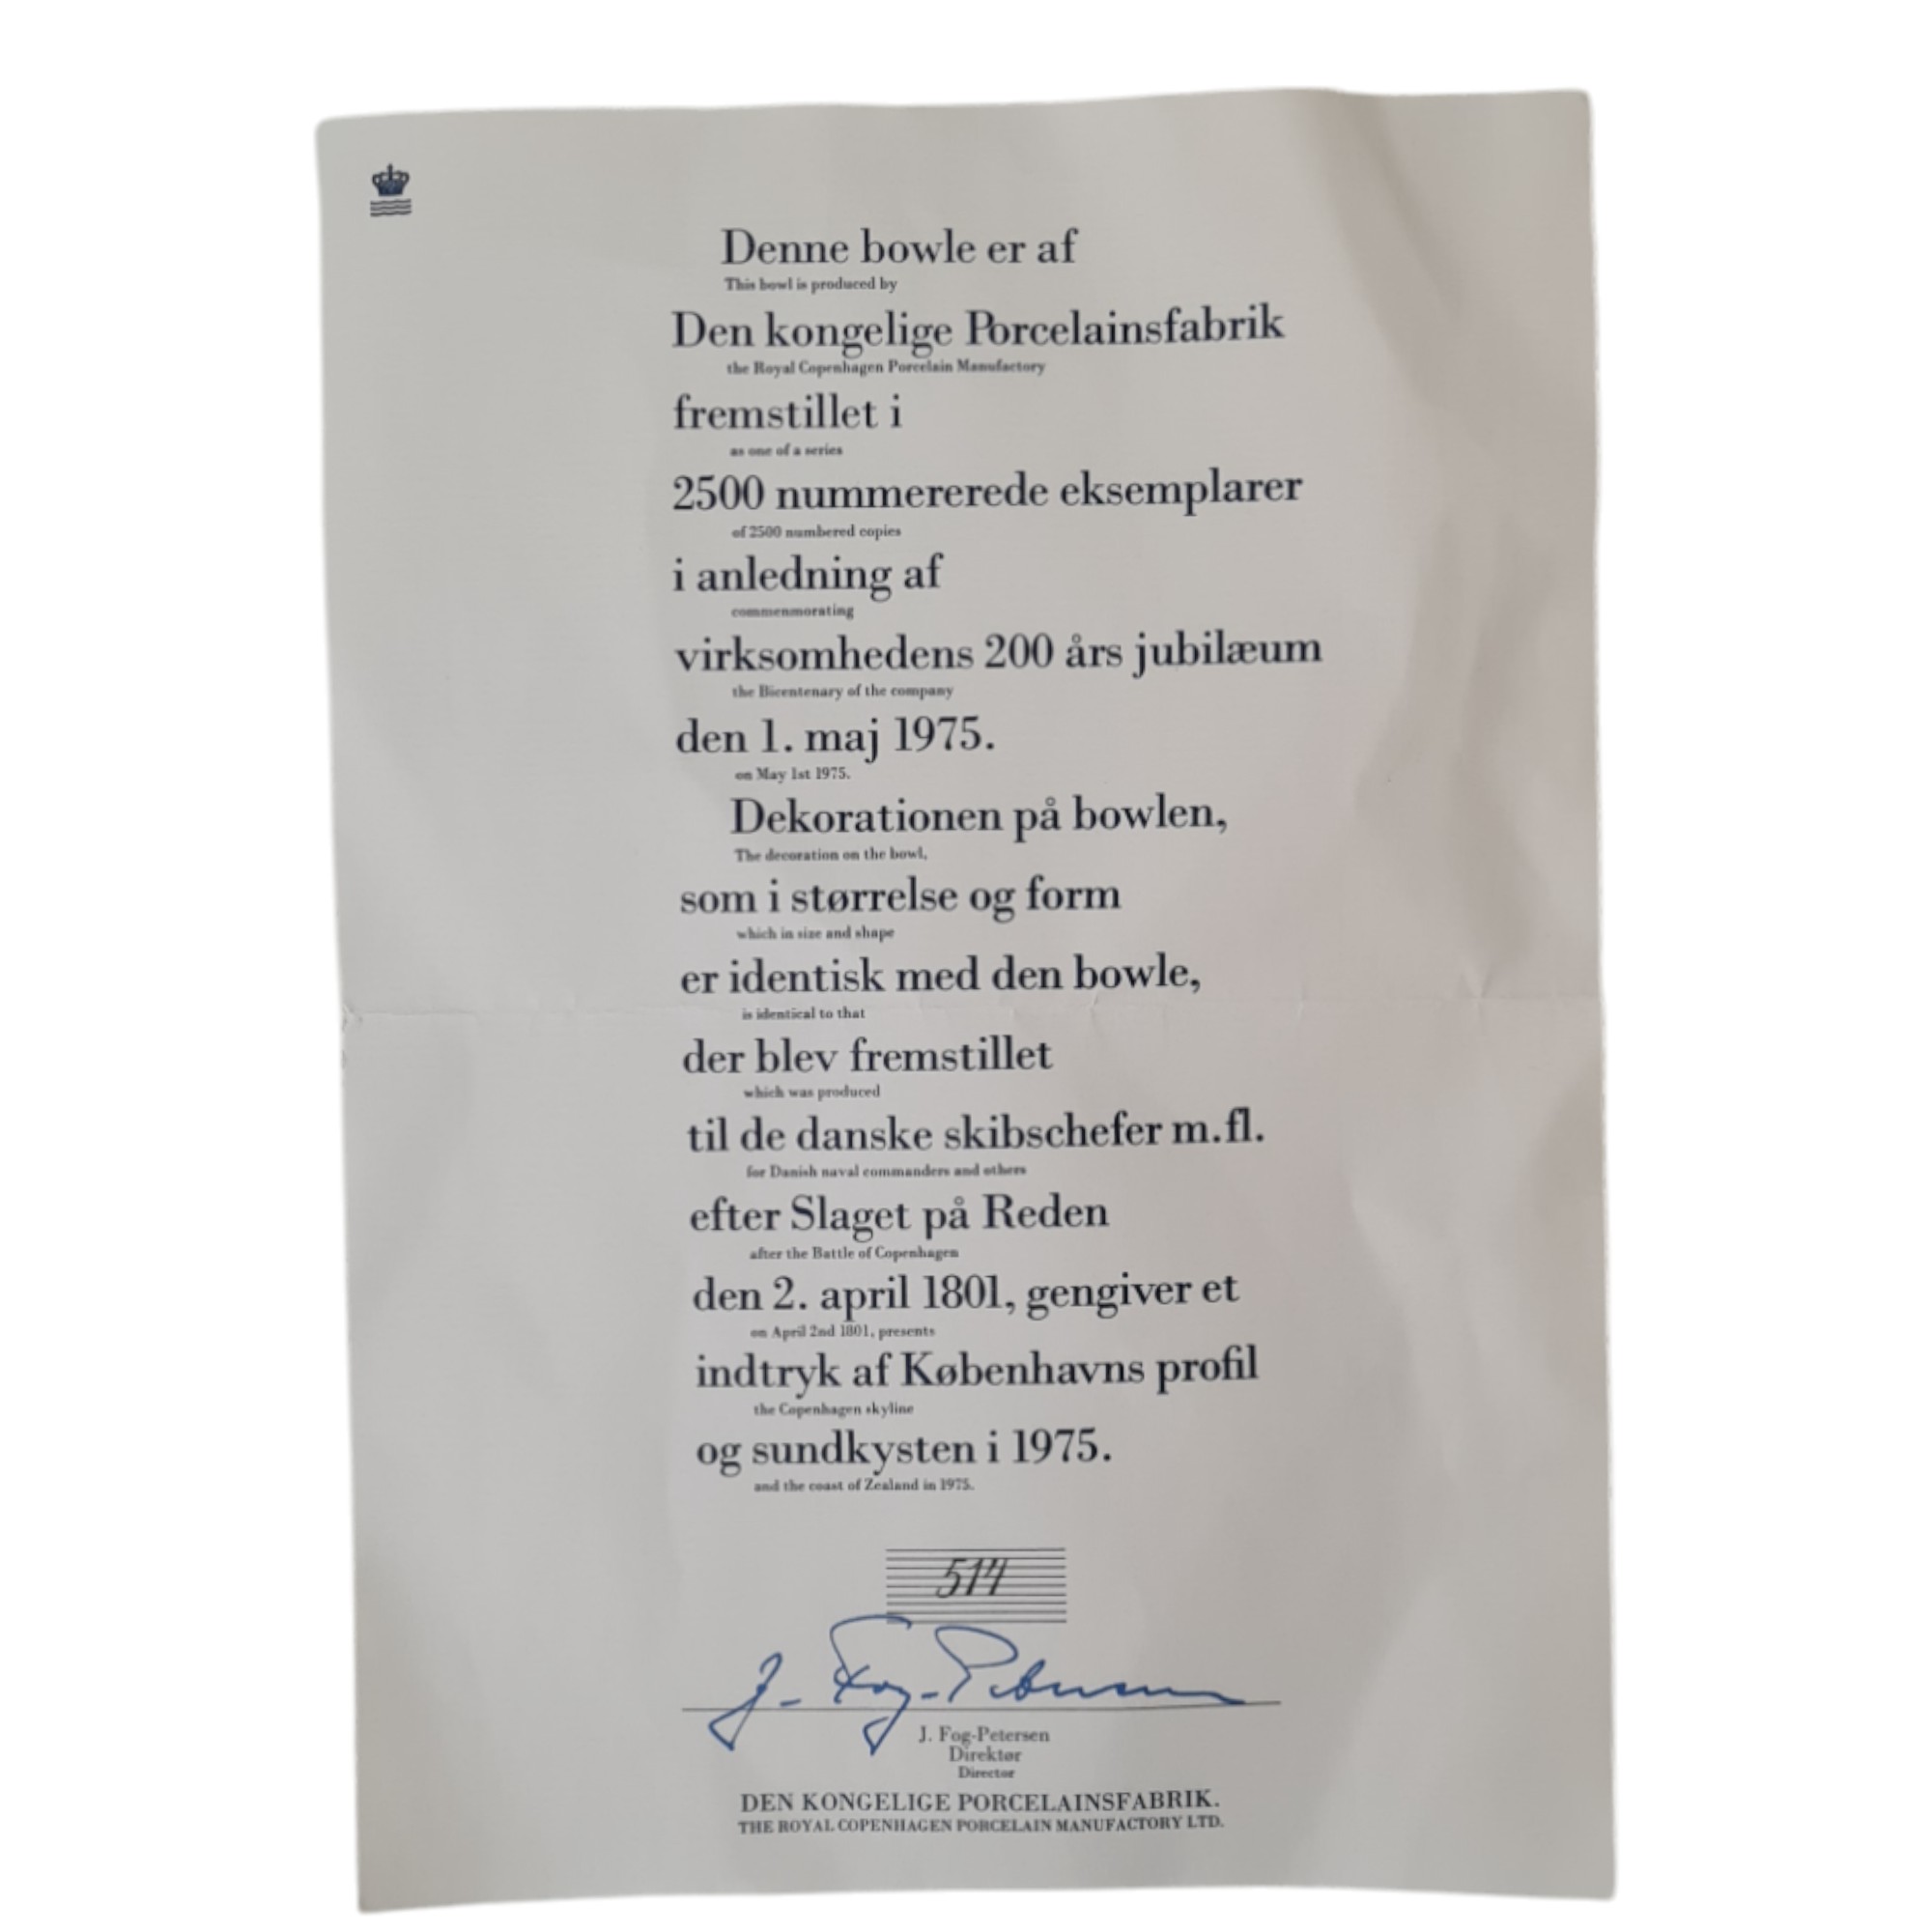 Denne bowle er af
This bowl is produced by
Den kongelige Porcelainsfabrik
the Royal Copenhagen Porcelain Manufactory
fremstillet i
as one of a series
2500 nummererede eksemplarer
of 2500 numbered copies
i anledning af
commenmorating
virksomhedens 200 års jubilæum
the Bicentenary of the company
den 1. maj 1975.
on May 1st 1975.
Dekorationen på bowlen,
The decoration on the bowl,
som i størrelse og form
which in size and shape
er identisk med den bowle,
is identical to that
der blev fremstillet
which was produced
til de danske skibschefer m.fl.
for Danish naval commanders and others
efter Slaget på Reden
after the Battle of Copenhagen
den 2. april 1801, gengiver et
on April 2nd 1801, presents
indtryk af Københavns profil
the Copenhagen skyline
og sundkysten i 1975.
and the coast of Zealand in 1975.
514
J. Fog-Petersen
J. Fog-Petersen
Direktør
Director
DEN KONGELIGE PORCELAINSFABRIK.
THE ROYAL COPENHAGEN PORCELAIN MANUFACTORY LTD.